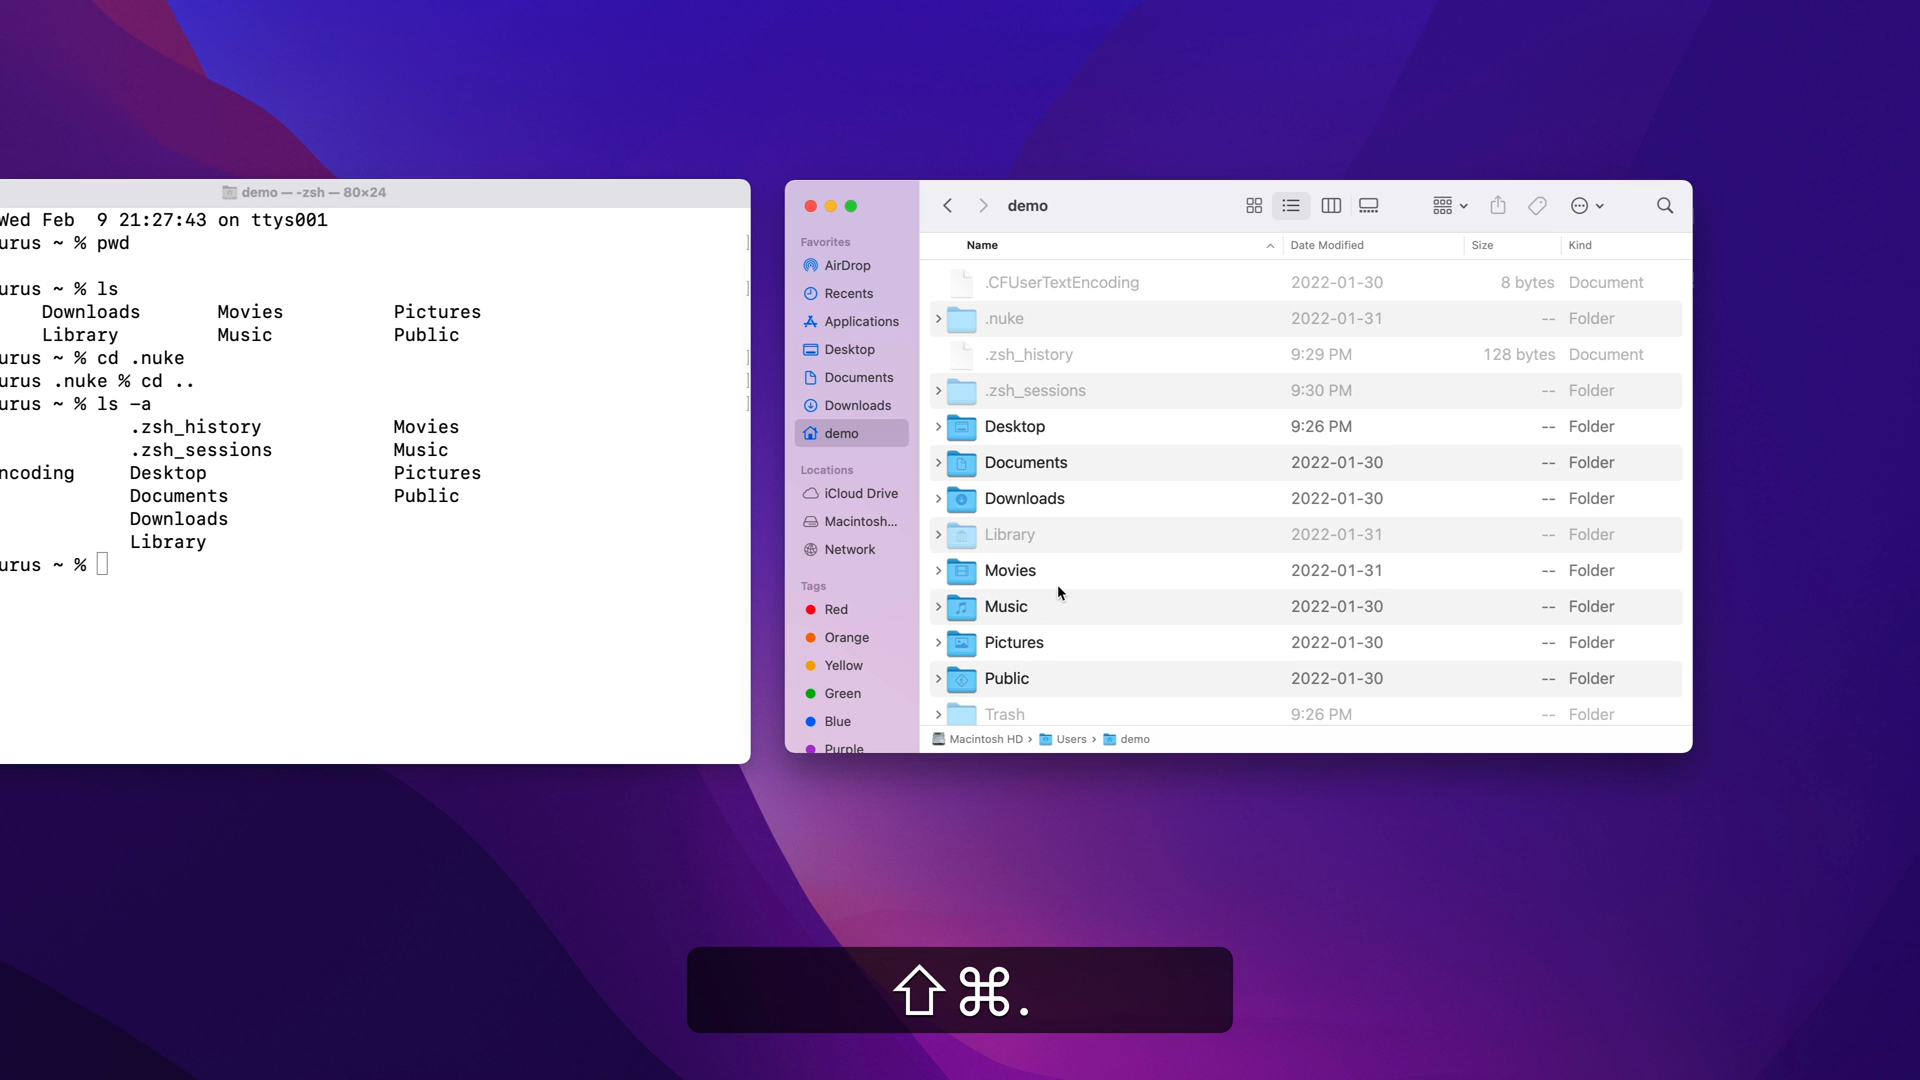 demo — -zsh — 80×24
Wed Feb  9 21:27:43 on ttys001
urus ~ % pwd
urus ~ % ls
Downloads Movies Pictures
Library Music Public
urus ~ % cd .nuke
urus .nuke % cd ..
urus ~ % ls -a
.zsh_history Movies
.zsh_sessions Music
ncoding Desktop Pictures
Documents Public
Downloads
Library
urus ~ %
demo
Favorites
AirDrop
Recents
Applications
Desktop
Documents
Downloads
demo
Locations
iCloud Drive
Macintosh...
Network
Tags
Red
Orange
Yellow
Green
Blue
Purple
Name Date Modified Size Kind
.CFUserTextEncoding 2022-01-30 8 bytes Document
.nuke 2022-01-31 -- Folder
.zsh_history 9:29 PM 128 bytes Document
.zsh_sessions 9:30 PM -- Folder
Desktop 9:26 PM -- Folder
Documents 2022-01-30 -- Folder
Downloads 2022-01-30 -- Folder
Library 2022-01-31 -- Folder
Movies 2022-01-31 -- Folder
Music 2022-01-30 -- Folder
Pictures 2022-01-30 -- Folder
Public 2022-01-30 -- Folder
Trash 9:26 PM -- Folder
Macintosh HD › Users › demo
⇧⌘.